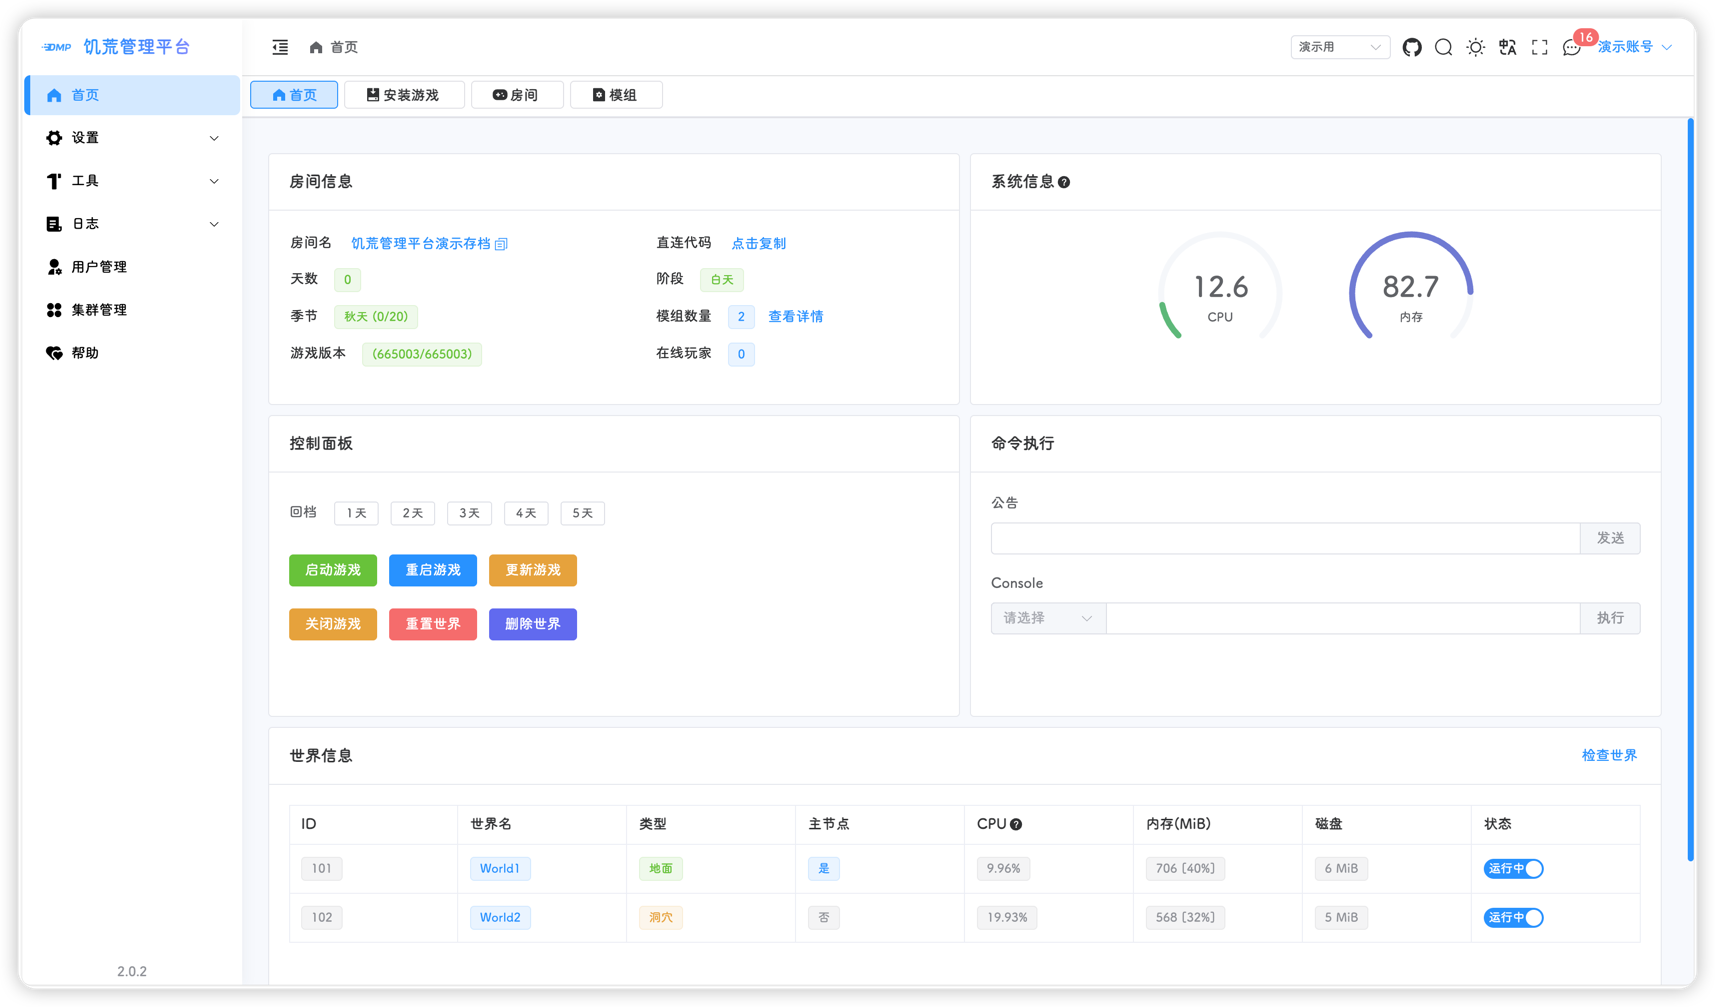 DMP 饥荒管理平台
首页
演示用
16
演示账号
首页
设置
工具
日志
用户管理
集群管理
帮助
2.0.2
首页
安装游戏
房间
模组
房间信息
房间名 饥荒管理平台演示存档
直连代码 点击复制
天数 0
阶段 白天
季节 秋天 (0/20)
模组数量 2 查看详情
游戏版本 (665003/665003)
在线玩家 0
系统信息
12.6
CPU
82.7
内存
控制面板
回档 1天 2天 3天 4天 5天
启动游戏 重启游戏 更新游戏
关闭游戏 重置世界 删除世界
命令执行
公告
发送
Console
请选择 执行
世界信息 检查世界
ID 世界名 类型 主节点 CPU 内存(MiB) 磁盘 状态
101 World1 地面 是 9.96% 706 [40%] 6 MiB 运行中
102 World2 洞穴 否 19.93% 568 [32%] 5 MiB 运行中